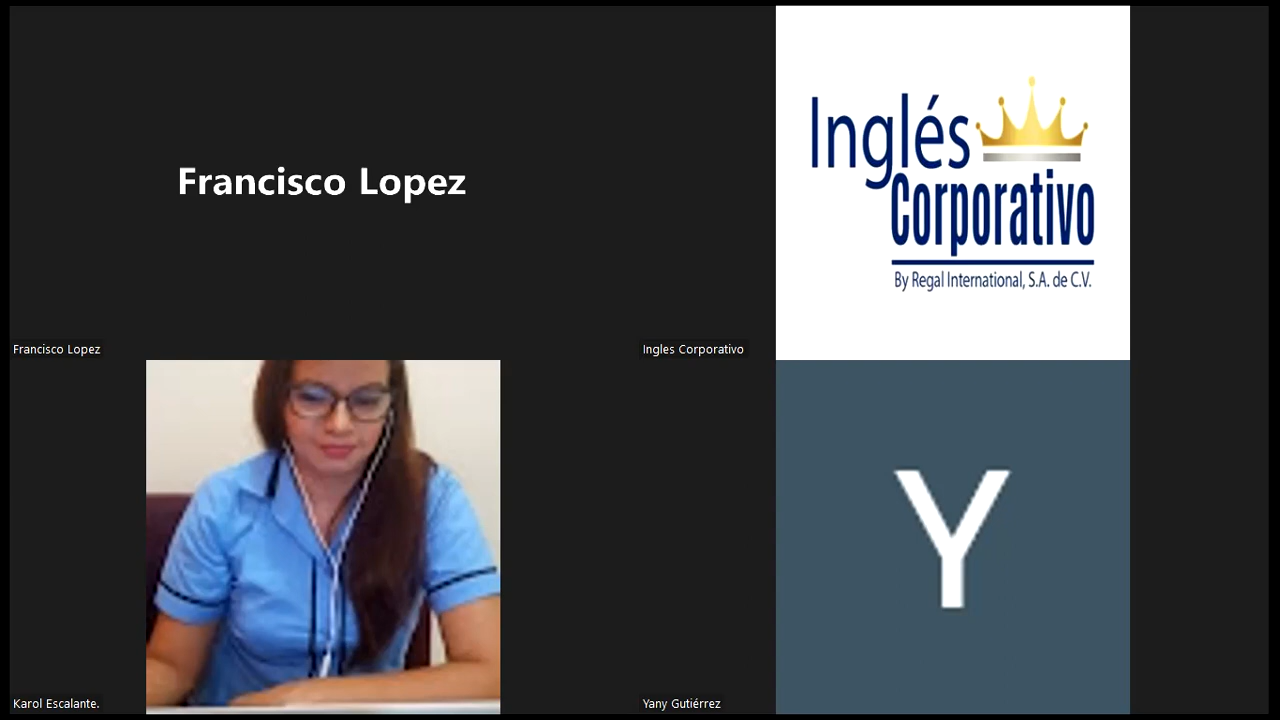 Francisco Lopez
Inglés
Corporativo
By Regal International, S.A. de C.V.
Francisco Lopez
Ingles Corporativo
Y
Karol Escalante.
Yany Gutiérrez